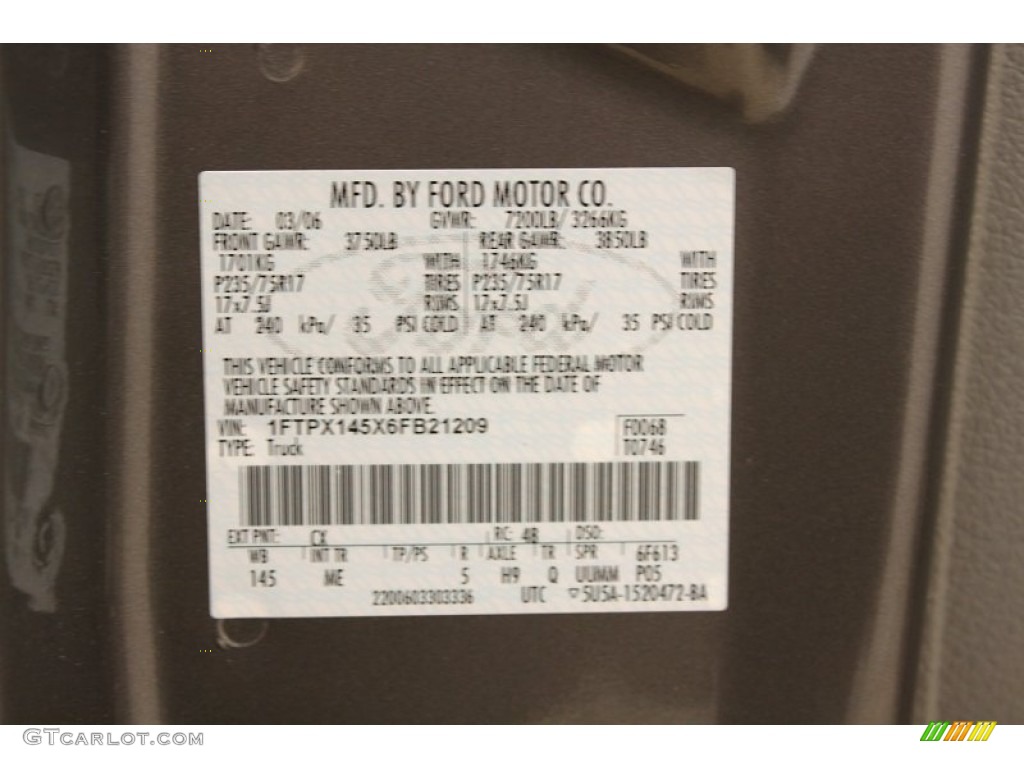 MFD. BY FORD MOTOR CO.
DATE: 03/06 GVWR: 7200LB/ 3266KG
FRONT GAWR: 3750LB REAR GAWR: 3850LB
1701KG WITH 1746KG WITH
P235/75R17 TIRES P235/75R17 TIRES
17x7.5J RIMS 17x7.5J RIMS
AT 240 kPa/ 35 PSI COLD AT 240 kPa/ 35 PSI COLD
THIS VEHICLE CONFORMS TO ALL APPLICABLE FEDERAL MOTOR
VEHICLE SAFETY STANDARDS IN EFFECT ON THE DATE OF
MANUFACTURE SHOWN ABOVE.
VIN: 1FTPX145X6FB21209 F0068
TYPE: Truck T0746
EXT PNT: CX RC: 48 DSO:
WB INT TR TP/PS R AXLE TR SPR 6F613
145 ME 5 H9 Q UUMM P05
2200603303336 UTC ▽5U5A-1520472-BA
GTCARLOT.COM